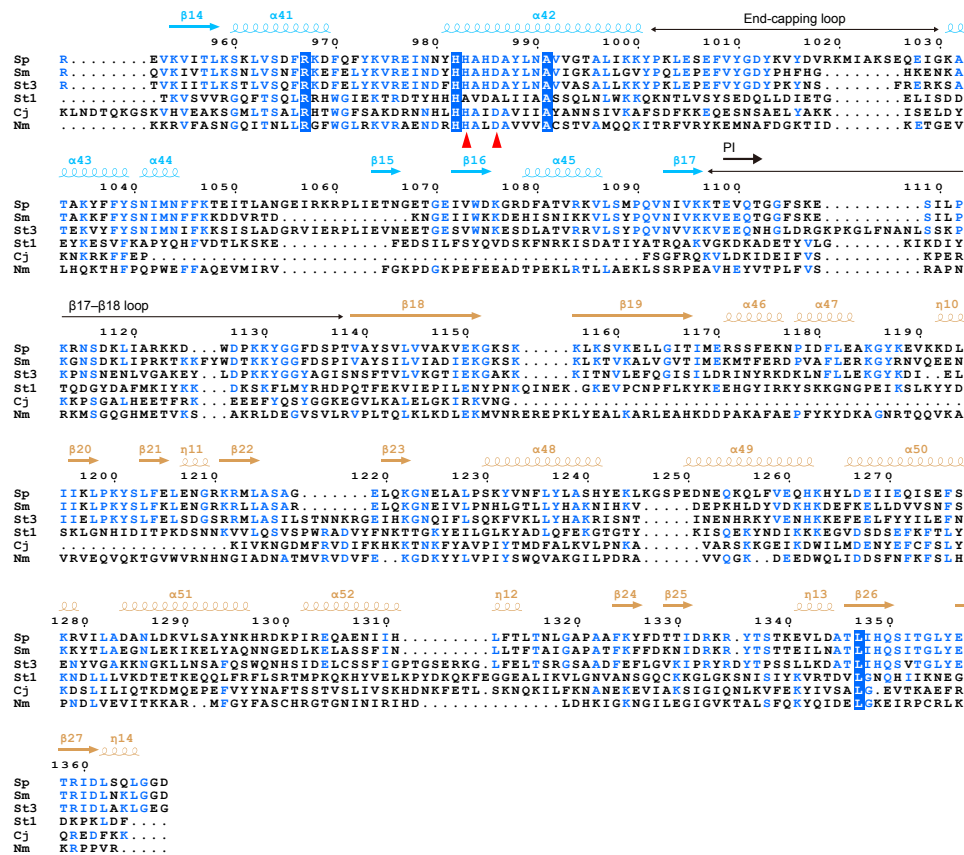 β14 α41 α42 End-capping loop
960 970 980 990 1000 1010 1020 1030
Sp R.........EVKVITLKSKLVSDFRKDFQFYKVREINNYHHAHDAYLNAVVGTALIKKYPKLESEFVYGDYKVYDVRKMIAKSEQEIGKA
Sm R.........QVKIVTLKSNLVSNFRKEFELYKVREINDYHHAHDAYLNAVIAKALLGVYPQLEPEFVYGDYPHFHG.......HKENKA
St3 R.........TVKIITLKSTLVSQFRKDFELYKVREINDFHHAHDAYLNAVVASALLKKYPKLEPEFVYGDYPKYNS.......FRERKSA
St1 ..........TKVSVVRGQFTSQLRRHWGIEKTRDTYHHHAVDALIIAASSQLNLWKKQKNTLVSYSEDQLLDIETG.......ELISDDEY
Cj KLNDTQKGSKVHVEAKSGMLTSALRHTWGFSAKDRNNHLHHAIDAVIIAYANNSIVKAFSDFKKEQESNSAELYAKK.......ISELDY
Nm ..........KKRVFASNGQITNLLRGFWGLRKVRAENDRHHALDAVVVACSTVAMQQKITRFVRYKEMNAFDGKTID......KETGEV
α43 α44 β15 β16 α45 β17 PI
1040 1050 1060 1070 1080 1090 1100 1110
Sp TAKYFFYSNIMNFFKTEITLANGEIRKRPLIETNGETGEIVWDKGRDFATVRKVLSMPQVNIVKKTEVQTGGFSKE.....SILP
Sm TAKKFFYSNIMNFFKKDDVRTD.........KNGEIIWKKDEHISNIKKVLSYPQVNIVKKVEEQTGGFSKE.....SILP
St3 TEKVYFYSNIMNIFKKSISLADGRVIERPLIEVNEETGESVWNKESDLATVRRVLSYPQVNVVKKVEEQNHGLDRGKPKGLFNANLSSKP
St1 EYKESVFKAPYQHFVDTLKSKE........FEDSILFSYQVDSKFNRKISDATIYATRQAKVGKDKADETYVLG.....KIKDIY
Cj KNKRKFFEP...................................FSGFRQKVLDKIDEIFVS.....KPER
Nm LHQKTHFPQPWEFFAQEVMIRV.......FGKPDGKPEFEEADTPEKLRTLLAEKLSSRPEAVHEYVTPLFVS.....RAPN
β17–β18 loop β18 β19 α46 α47 η10
1120 1130 1140 1150 1160 1170 1180 1190
Sp KRNSDKLIARKKD..WDPKKYGGFDSPTVAYSVLVVAKVEKGKSK....KLKSVKELLGITIMERSSFEKNPIDFLEAKGYKEVKKDL
Sm KGNSDKLIPRKTKKFYWDTKKYGGFDSPIVAYSILVIADIEKGKSK....KLKTVKALVGVTIMEKMTFERDPVAFLERKGYRNVQEEN
St3 KPNSNENLVGAKEY..LDPKKYGGYAGISNSFTVLVKGTIEKGAKK....KITNVLEFQGISILDRINYRKDKLNFLLEKGYKDI.EL
St1 TQDGYDAFMKIYKK..DKSKFLMYRHDPQTFEKVIEPILENYPNKQINEK.GKEVPCNPFLKYKEEHGYIRKYSKKGNGPEIKSLKYYD
Cj KKPSGALHEETFRK...EEEFYQSYGGKEGVLKALELGKIRKVNG
Nm RKMSGQGHMETVKS...AKRLDEGVSVLRVPLTQLKLKDLEKMVNREREPKLYEALKARLEAHKDDPAKAFAEPFYKYDKAGNRTQQVKA
β20 β21 η11 β22 β23 α48 α49 α50
1200 1210 1220 1230 1240 1250 1260 1270
Sp IIKLPKYSLFELENGRKRMLASAG.......ELQKGNELALPSKYVNFLYLASHYEKLKGSPEDNEQKQLFVEQHKHYLDEIIEQISEFS
Sm IIKLPKYSLFKLENGRKRLLASAR.......ELQKGNEIVLPNHLGTLLYHAKNIHKV.....DEPKHLDYVDKHKDEFKELLDVVSNFS
St3 IIELPKYSLFELSDGSRRMLASILSTNNKRGEIHKGNQIFLSQKFVKLLYHAKRISNT.....INENHRKYVENHKKEFEELFYYILEFN
St1 SKLGNHIDITPKDSNNKVVLQSVSPWRADVYFNKTTGKYEILGLKYADLQFEKGTGTY.....KISQEKYNDIKKKEGVDSDSEFKFTLY
Cj ..............KIVKNGDMFRVDIFKHKKTNKFYAVPIYTMDFALKVLPNKA.....VARSKKGEIKDWILMDENYEFCFSLY
Nm VRVEQVQKTGVWVRNHNGIADNATMVRVDVFE..KGDKYYLVPIYSWQVAKGILPDRA.....VVQGK.DEEDWQLIDDSFNFKFSLH
α51 α52 η12 β24 β25 η13 β26
1280 1290 1300 1310 1320 1330 1340 1350
Sp KRVILADANLDKVLSAYNKHRDKPIREQAENIIH........LFTLTNLGAPAAFKYFDTTIDRKR.YTSTKEVLDATLIHQSITGLYE
Sm KKYTLAEGNLEKIKELYAQNNGEDLKELASSFIN........LLTFTAIGAPATFKFFDKNIDRKR.YTSTTEILNATLIHQSITGLYE
St3 ENYVGAKKNGKLLNSAFQSWQNHSIDELCSSFIGPTGSERKG.LFELTSRGSAADFEFLGVKIPRYRDYTPSSLLKDATLIHQSVTGLYE
St1 KNDLLLVKDTETKEQQLFRFLSRTMPKQKHYVELKPYDKQKFEGGEALIKVLGNVANSGQCKKGLGKSNISIYKVRTDVLGNQHIIKNEG
Cj KDSLILIQTKDMQEPEFVYYNAFTSSTVSLIVSKHDNKFETL.SKNQKILFKNANEKEVIAKSIGIQNLKVFEKYIVSALGEVTKAEFR
Nm PNDLVEVITKKAR..MFGYFASCHRGTGNINIRIHD........LDHKIGKNGILEGIGVKTALSFQKYQIDELGKEIRPCRLK
β27 η14
1360
Sp TRIDLSQLGGD
Sm TRIDLNKLGGD
St3 TRIDLAKLGEG
St1 DKPKLDF....
Cj QREDFKK....
Nm KRPPVR.....